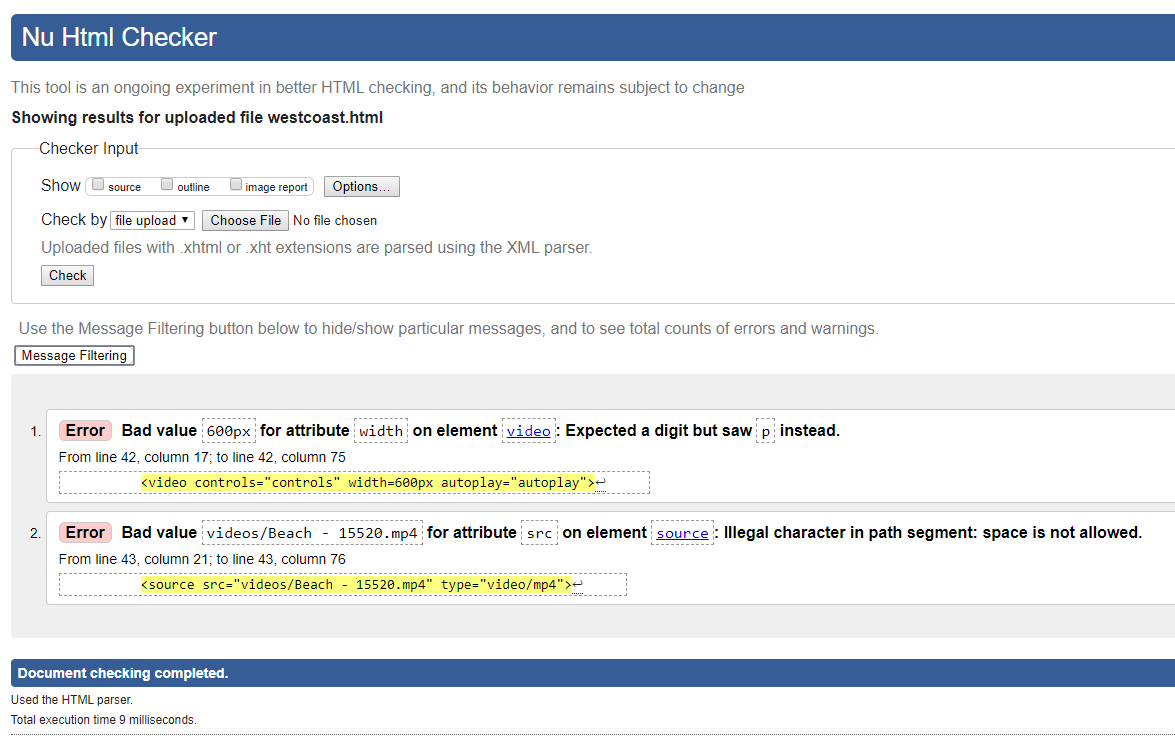 Nu Html Checker
This tool is an ongoing experiment in better HTML checking, and its behavior remains subject to change
Showing results for uploaded file westcoast.html
Checker Input
Show source outline image report Options...
Check by file upload ▼ Choose File No file chosen
Uploaded files with .xhtml or .xht extensions are parsed using the XML parser.
Check
Use the Message Filtering button below to hide/show particular messages, and to see total counts of errors and warnings.
Message Filtering
1. Error Bad value 600px for attribute width on element video: Expected a digit but saw p instead.
From line 42, column 17; to line 42, column 75
<video controls="controls" width=600px autoplay="autoplay">↩
2. Error Bad value videos/Beach - 15520.mp4 for attribute src on element source: Illegal character in path segment: space is not allowed.
From line 43, column 21; to line 43, column 76
<source src="videos/Beach - 15520.mp4" type="video/mp4">↩
Document checking completed.
Used the HTML parser.
Total execution time 9 milliseconds.